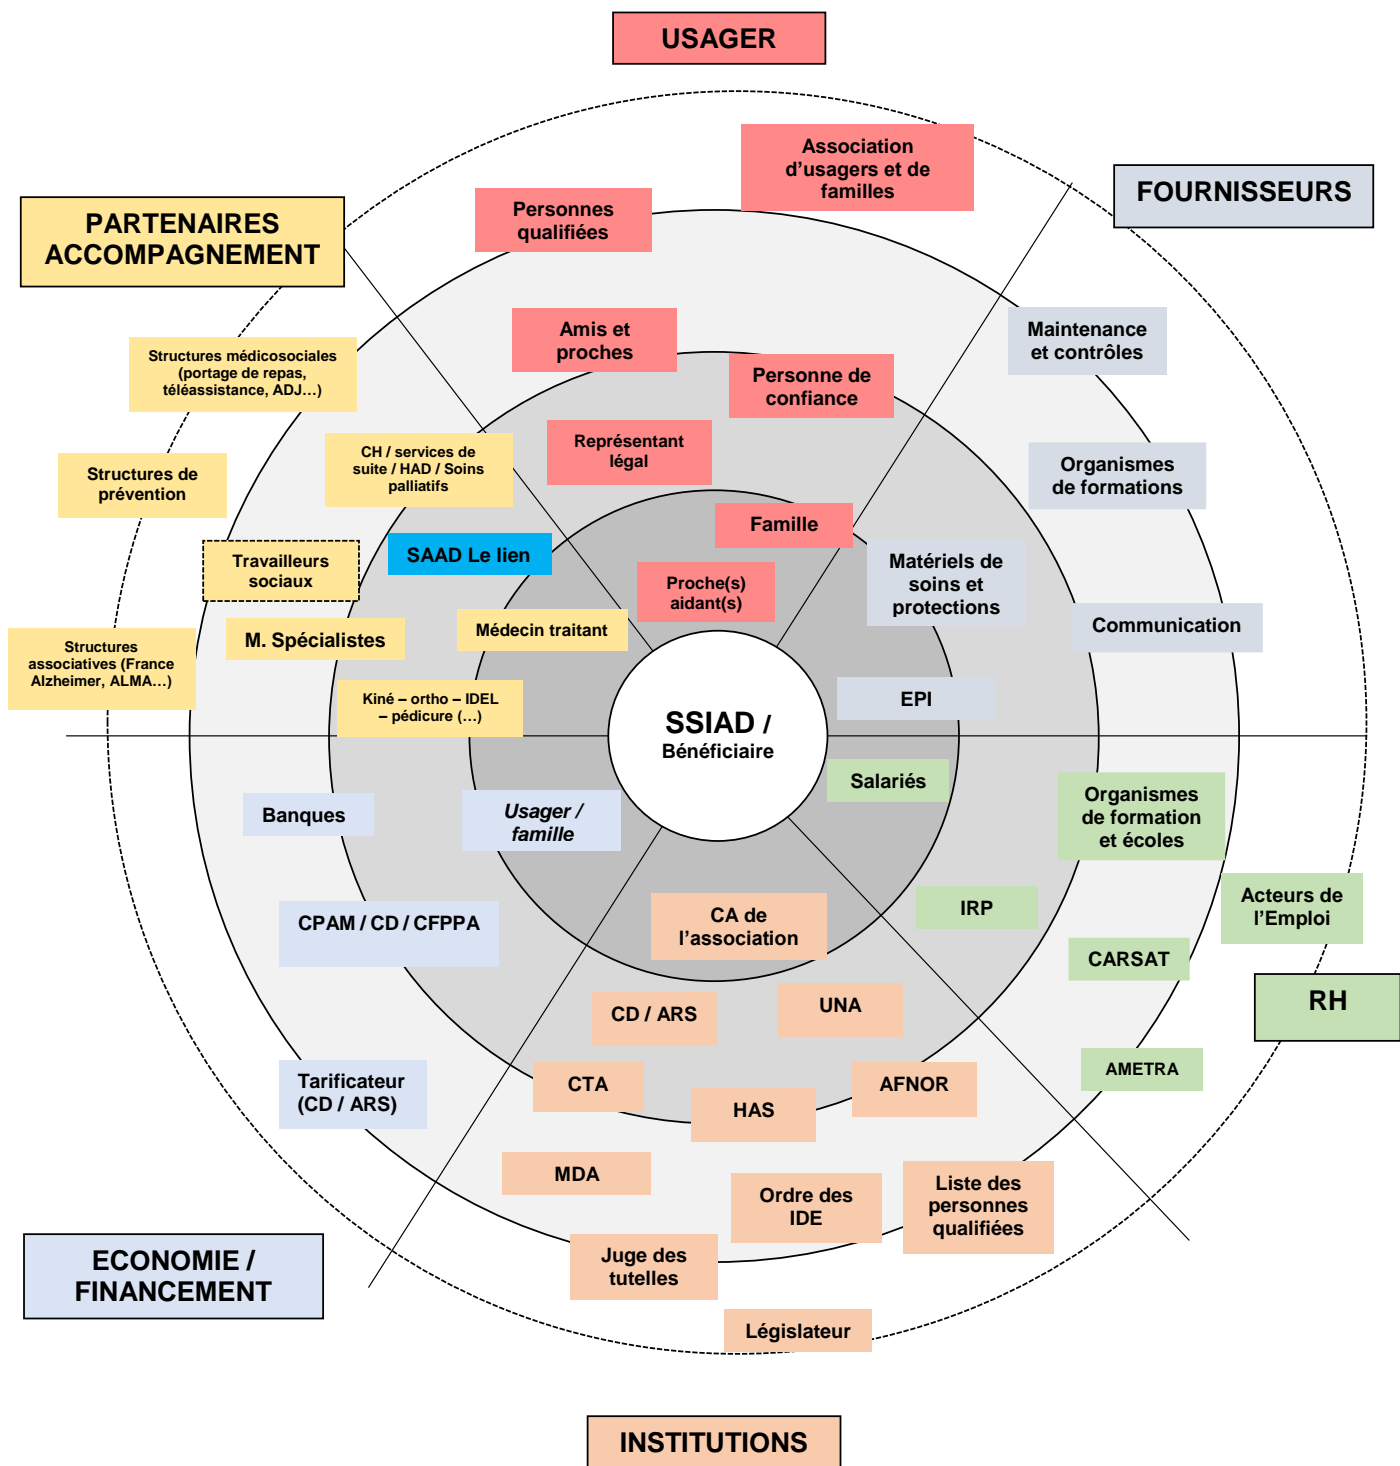 USAGER
Association
d’usagers et de
familles
FOURNISSEURS
Personnes
qualifiées
PARTENAIRES
ACCOMPAGNEMENT
Amis et
proches
Maintenance
et contrôles
Structures médicosociales
(portage de repas,
téléassistance, ADJ…)
Personne de
confiance
Représentant
légal
CH / services de
suite / HAD / Soins
palliatifs
Organismes
de formations
Structures de
prévention
Famille
SAAD Le lien
Travailleurs
sociaux
Matériels de
soins et
protections
Proche(s)
aidant(s)
Médecin traitant
M. Spécialistes
Communication
Structures
associatives (France
Alzheimer, ALMA…)
Kiné – ortho – IDEL
– pédicure (…)
EPI
SSIAD /
Bénéficiaire
Salariés
Banques
Usager /
famille
Organismes
de formation
et écoles
CPAM / CD / CFPPA
CA de
l’association
IRP
Acteurs de
l’Emploi
CARSAT
RH
CD / ARS
UNA
Tarificateur
(CD / ARS)
CTA
HAS
AFNOR
AMETRA
MDA
Ordre des
IDE
Liste des
personnes
qualifiées
Juge des
tutelles
ECONOMIE /
FINANCEMENT
Législateur
INSTITUTIONS